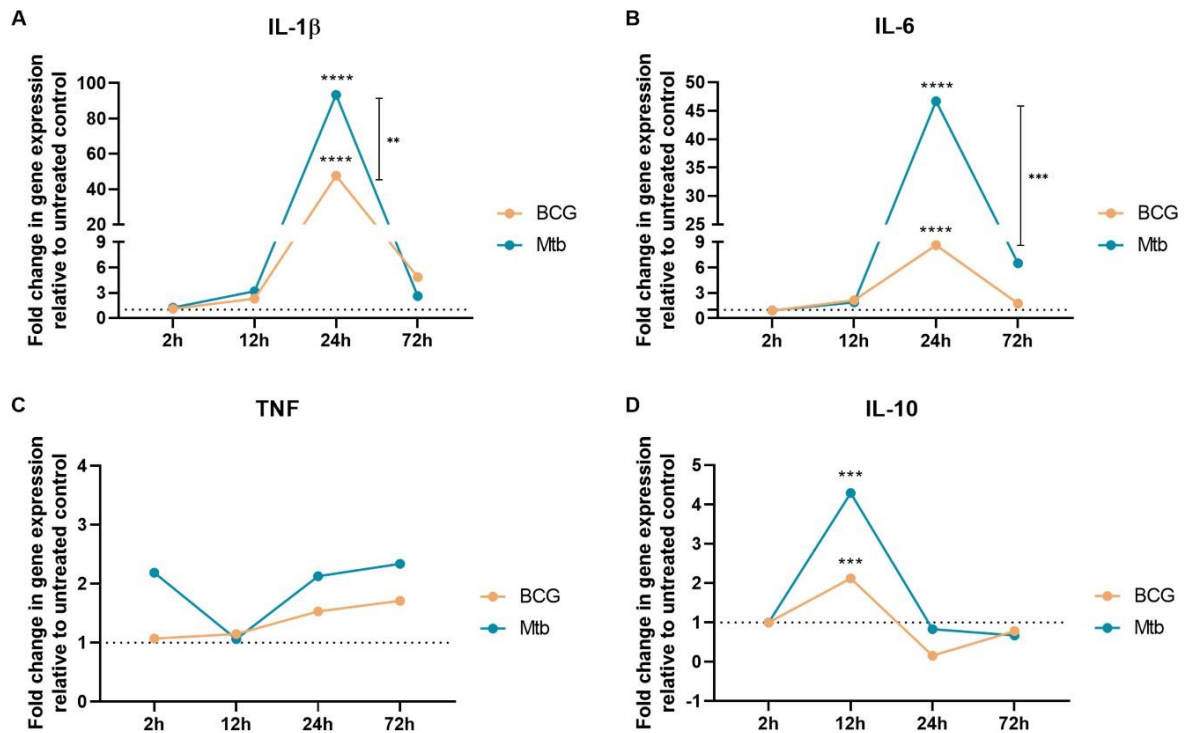 A
IL-1β
Fold change in gene expression
relative to untreated control
100
80
60
40
20
9
6
3
0
****
****
**
2h
12h
24h
72h
BCG
Mtb
B
IL-6
Fold change in gene expression
relative to untreated control
50
45
40
35
30
25
9
6
3
0
****
****
***
2h
12h
24h
72h
BCG
Mtb
C
TNF
Fold change in gene expression
relative to untreated control
4
3
2
1
0
2h
12h
24h
72h
BCG
Mtb
D
IL-10
Fold change in gene expression
relative to untreated control
5
4
3
2
1
0
-1
***
***
2h
12h
24h
72h
BCG
Mtb